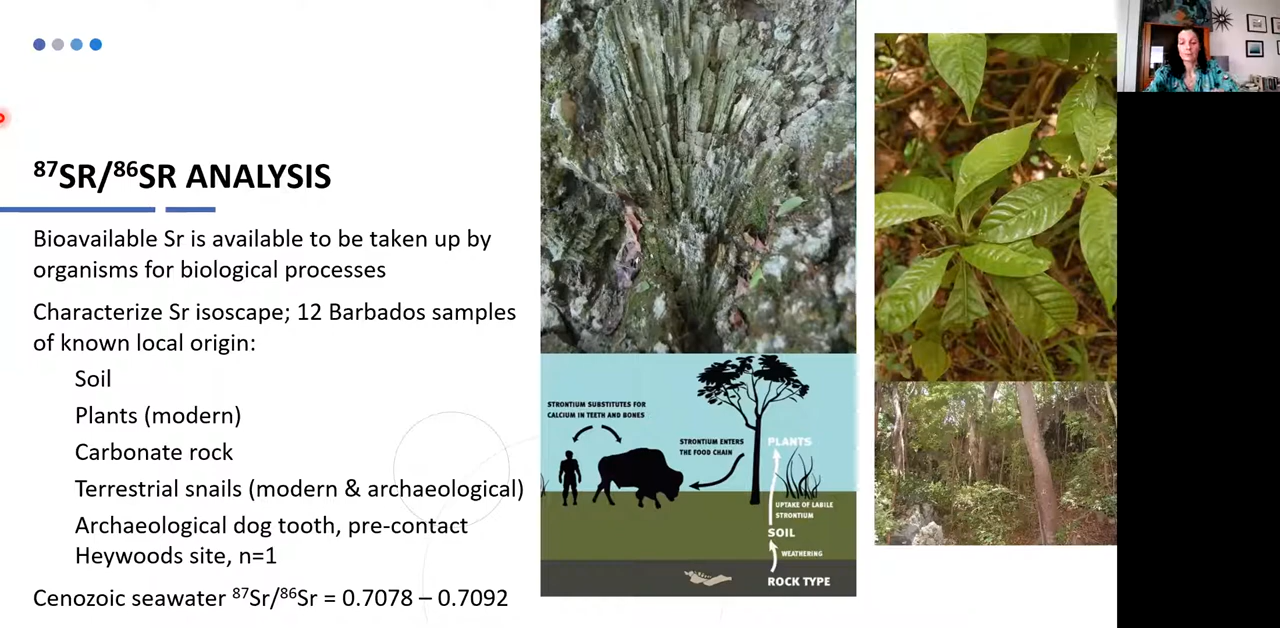 ⁸⁷SR/⁸⁶SR ANALYSIS
Bioavailable Sr is available to be taken up by
organisms for biological processes
Characterize Sr isoscape; 12 Barbados samples
of known local origin:
Soil
Plants (modern)
Carbonate rock
Terrestrial snails (modern & archaeological)
Archaeological dog tooth, pre-contact
Heywoods site, n=1
Cenozoic seawater ⁸⁷Sr/⁸⁶Sr = 0.7078 – 0.7092
STRONTIUM SUBSTITUTES FOR
CALCIUM IN TEETH AND BONES
STRONTIUM ENTERS
THE FOOD CHAIN
PLANTS
UPTAKE OF LABILE
STRONTIUM
SOIL
WEATHERING
ROCK TYPE